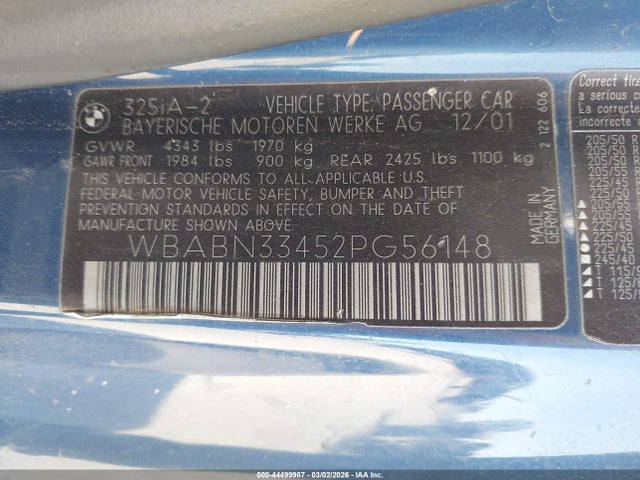 325iA-2 VEHICLE TYPE: PASSENGER CAR
BAYERISCHE MOTOREN WERKE AG 12/01
GVWR 4343 lbs 1970 kg
GAWR FRONT 1984 lbs 900 kg REAR 2425 lbs 1100 kg
THIS VEHICLE CONFORMS TO ALL APPLICABLE U.S.
FEDERAL MOTOR VEHICLE SAFETY, BUMPER AND THEFT
PREVENTION STANDARDS IN EFFECT ON THE DATE OF
MANUFACTURE SHOWN ABOVE.
WBABN33452PG56148
2 122 606
MADE IN
GERMANY
Correct tire
a serious
La correcte
incorrecte
205/50 R
205/50 R
205/50 R
205/55 R
225/45 R
205/50 R
205/55
205/55
225/45
225/50
225/45
245/40
T 115/
T 125/8
T 125/9
000-44499987 - 03/02/2026 - IAA Inc.